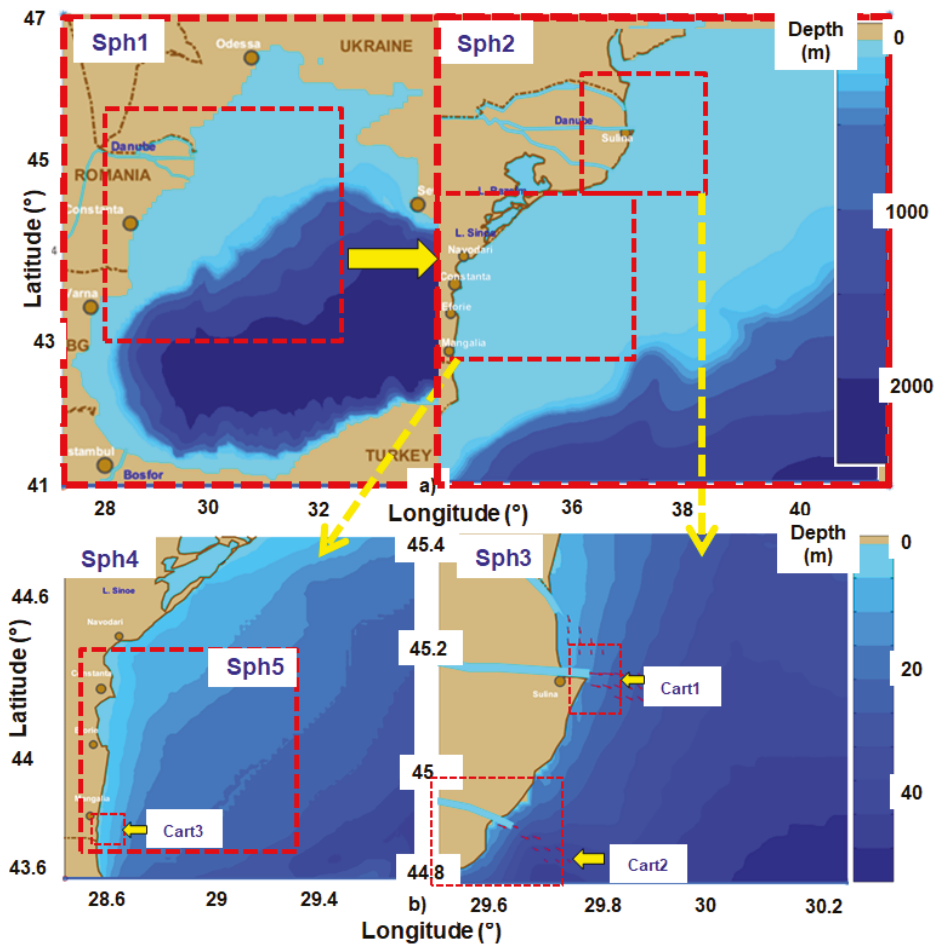 47
Sph1
Odessa
UKRAINE
Sph2
Depth
(m)
0
1000
2000
Danube
ROMANIA
Constanta
Se
Varna
BG
Istambul
Bosfor
TURKEY
a)
Danube
Sulina
L. Razelm
L. Sinoe
Navodari
Constanta
Eforie
Mangalia
45
4
43
41
Latitude (°)
28
30
32
36
38
40
Longitude (°)
Sph4
L. Sinoe
Navodari
Constanta
Eforie
Mangalia
Sph5
Cart3
44.6
44
43.6
Latitude (°)
28.6
29
29.4
45.4
45.2
45
44.8
Sph3
Sulina
Cart1
Cart2
Depth
(m)
0
20
40
29.6
29.8
30
30.2
b)
Longitude (°)